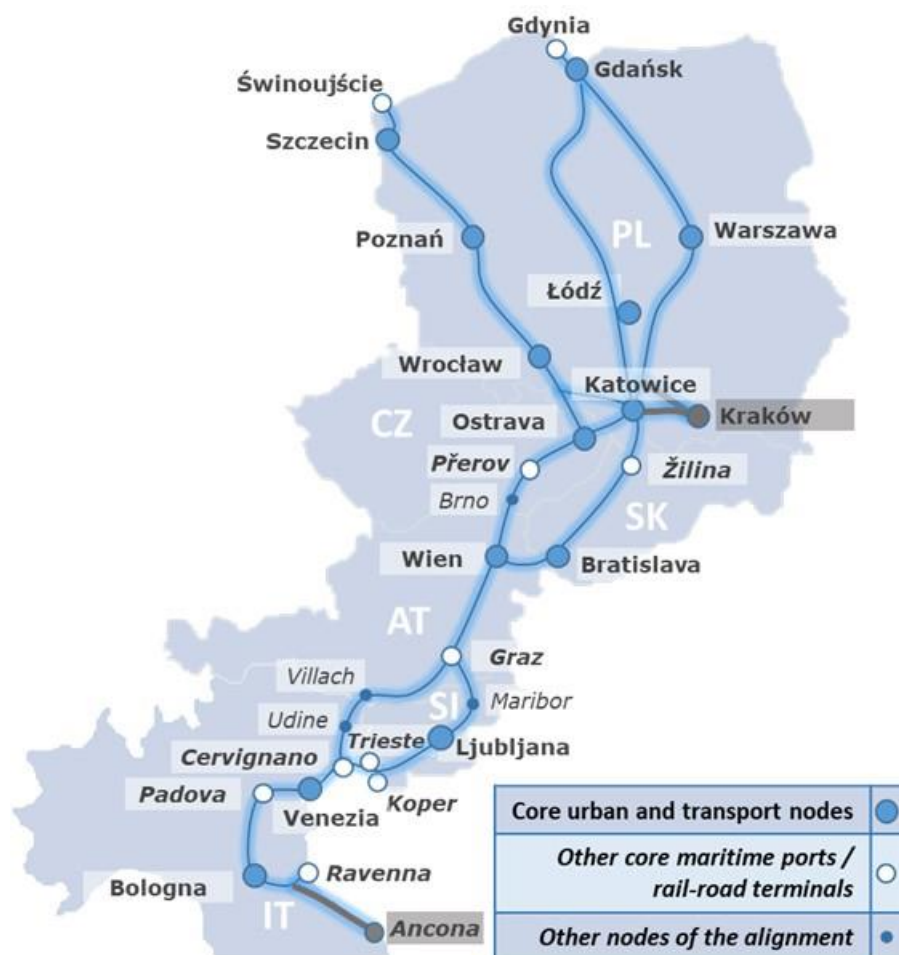 Gdynia
Gdańsk
Świnoujście
Szczecin
Poznań
PL
Warszawa
Łódź
Wrocław
Katowice
CZ
Ostrava
Kraków
Přerov
Žilina
Brno
SK
Wien
Bratislava
AT
Graz
Villach
SI
Maribor
Udine
Trieste
Ljubljana
Cervignano
Padova
Koper
Venezia
Ravenna
Bologna
IT
Ancona
Core urban and transport nodes
Other core maritime ports /
rail-road terminals
Other nodes of the alignment